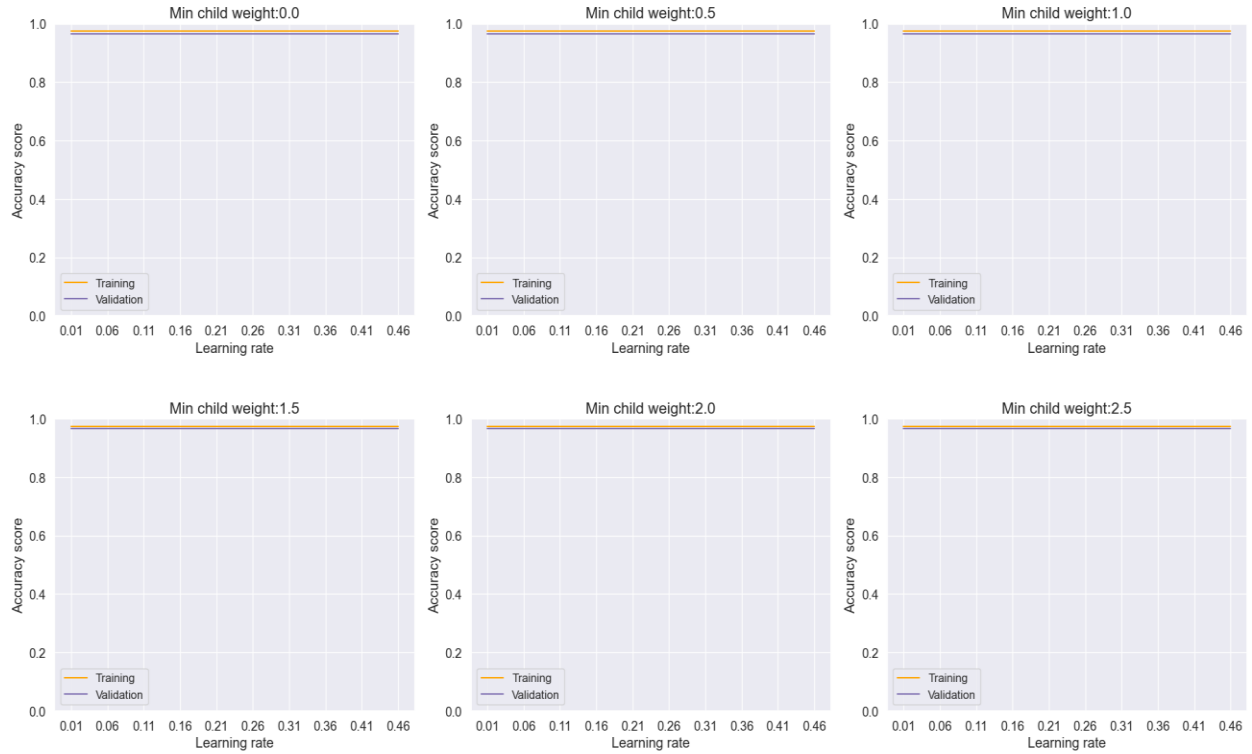 Min child weight:0.0
1.0
0.8
0.6
0.4
0.2
0.0
Accuracy score
Training
Validation
0.01 0.06 0.11 0.16 0.21 0.26 0.31 0.36 0.41 0.46
Learning rate
Min child weight:0.5
1.0
0.8
0.6
0.4
0.2
0.0
Accuracy score
Training
Validation
0.01 0.06 0.11 0.16 0.21 0.26 0.31 0.36 0.41 0.46
Learning rate
Min child weight:1.0
1.0
0.8
0.6
0.4
0.2
0.0
Accuracy score
Training
Validation
0.01 0.06 0.11 0.16 0.21 0.26 0.31 0.36 0.41 0.46
Learning rate
Min child weight:1.5
1.0
0.8
0.6
0.4
0.2
0.0
Accuracy score
Training
Validation
0.01 0.06 0.11 0.16 0.21 0.26 0.31 0.36 0.41 0.46
Learning rate
Min child weight:2.0
1.0
0.8
0.6
0.4
0.2
0.0
Accuracy score
Training
Validation
0.01 0.06 0.11 0.16 0.21 0.26 0.31 0.36 0.41 0.46
Learning rate
Min child weight:2.5
1.0
0.8
0.6
0.4
0.2
0.0
Accuracy score
Training
Validation
0.01 0.06 0.11 0.16 0.21 0.26 0.31 0.36 0.41 0.46
Learning rate